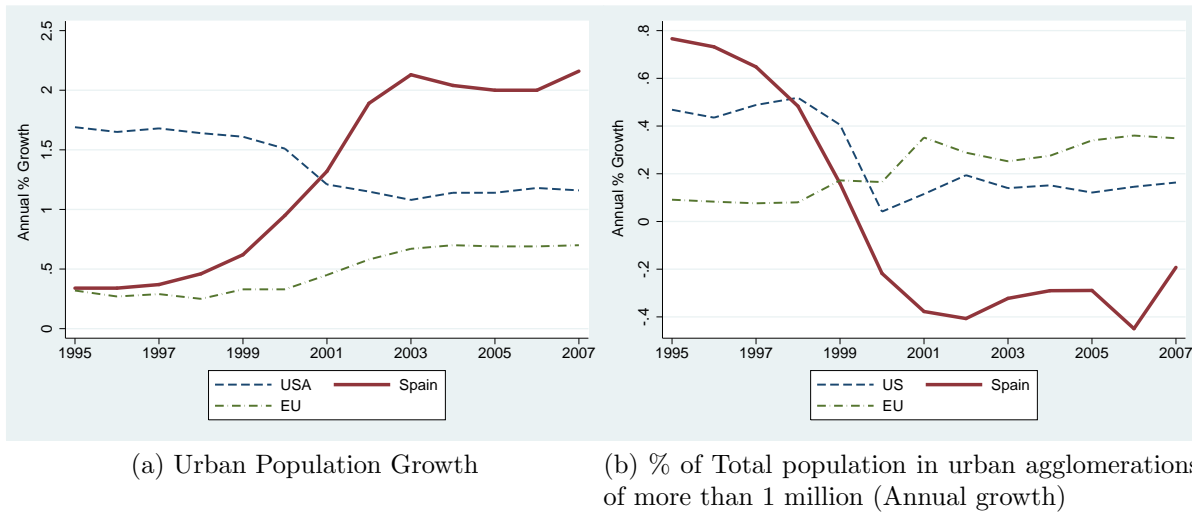 Annual % Growth
2.5
2
1.5
1
.5
0
1995 1997 1999 2001 2003 2005 2007
USA Spain
EU
(a) Urban Population Growth
Annual % Growth
.8
.6
.4
.2
0
-.2
-.4
1995 1997 1999 2001 2003 2005 2007
US Spain
EU
(b) % of Total population in urban agglomerations
of more than 1 million (Annual growth)